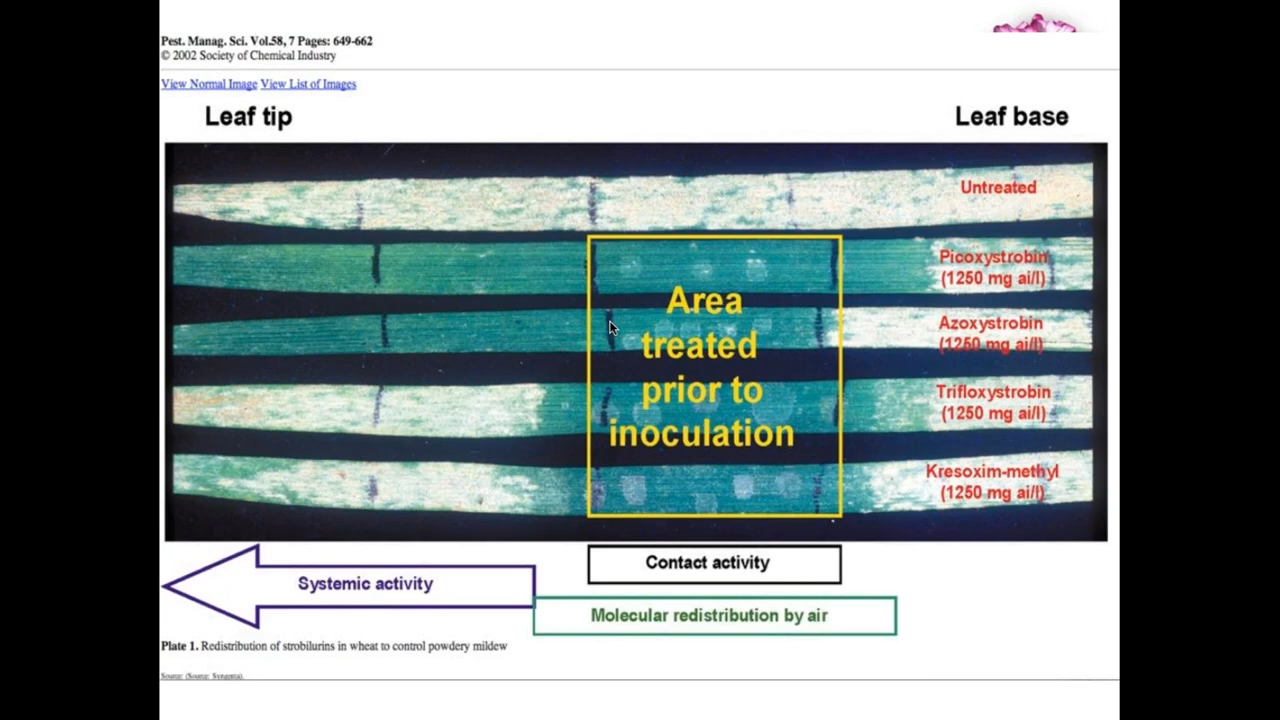 Pest. Manag. Sci. Vol.58, 7 Pages: 649-662
© 2002 Society of Chemical Industry
View Normal Image View List of Images
Leaf tip
Leaf base
Untreated
Picoxystrobin
(1250 mg ai/l)
Azoxystrobin
(1250 mg ai/l)
Trifloxystrobin
(1250 mg ai/l)
Kresoxim-methyl
(1250 mg ai/l)
Area
treated
prior to
inoculation
Contact activity
Systemic activity
Molecular redistribution by air
Plate 1. Redistribution of strobilurins in wheat to control powdery mildew
Source: (Source: Syngenta).